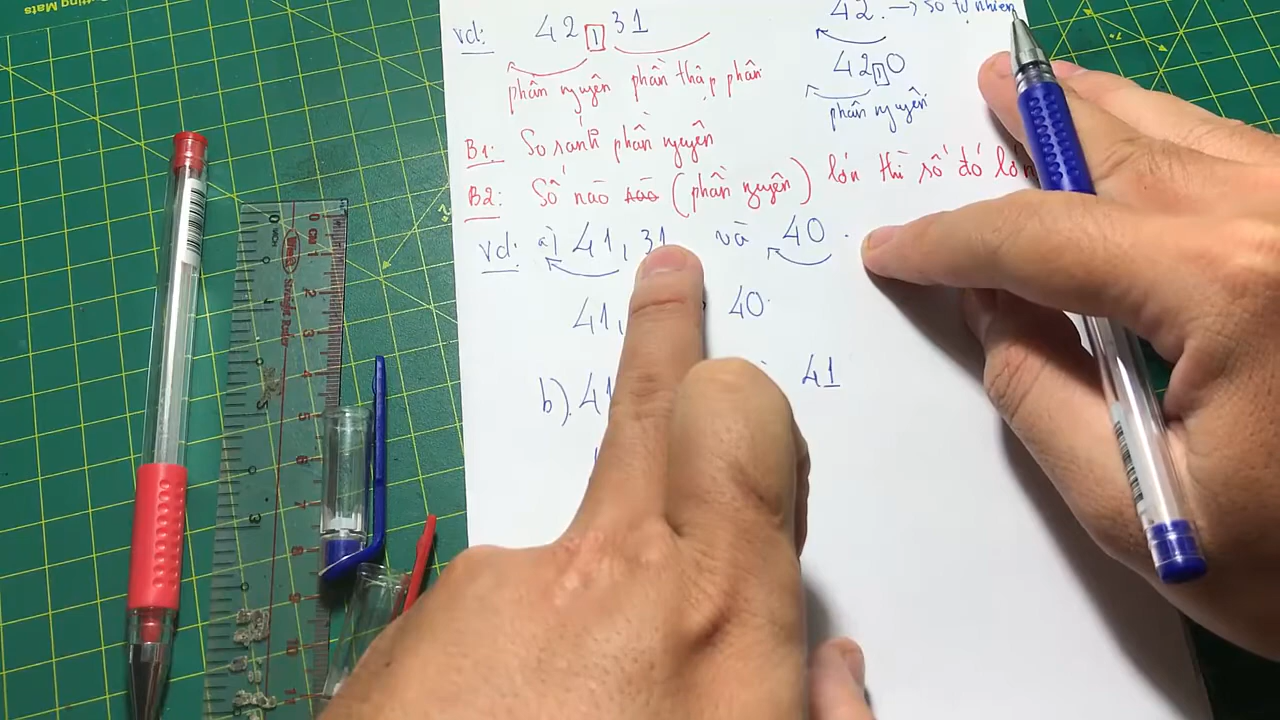 vd: 42,31
42. → số tự nhiên
phần nguyên phần thập phân
42,0
phần nguyên
B1: So sánh phần nguyên
B2: Số nào nào (phần nguyên) lớn thì số đó lớn
vd: a) 41,31 và 40.
41, 40.
b). 41 41